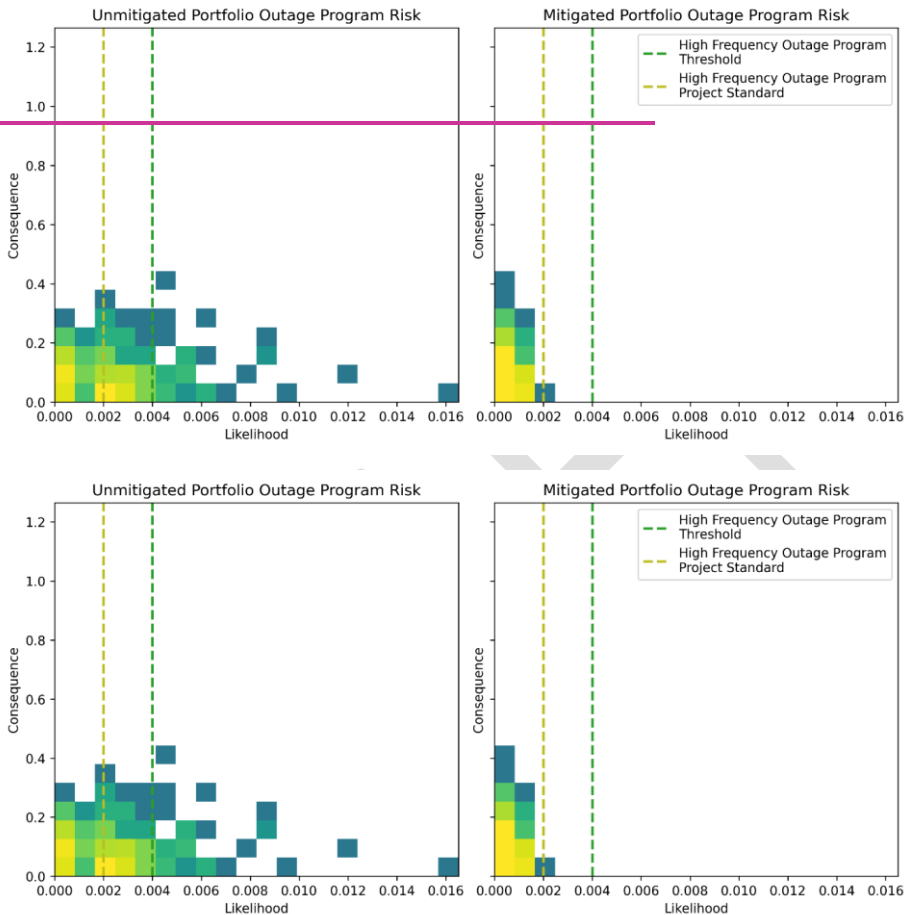 Unmitigated Portfolio Outage Program Risk
Mitigated Portfolio Outage Program Risk
High Frequency Outage Program
Threshold
High Frequency Outage Program
Project Standard
Consequence
1.2
1.0
0.8
0.6
0.4
0.2
0.0
0.000 0.002 0.004 0.006 0.008 0.010 0.012 0.014 0.016
Likelihood
Consequence
0.000 0.002 0.004 0.006 0.008 0.010 0.012 0.014 0.016
Likelihood
Unmitigated Portfolio Outage Program Risk
Mitigated Portfolio Outage Program Risk
High Frequency Outage Program
Threshold
High Frequency Outage Program
Project Standard
Consequence
1.2
1.0
0.8
0.6
0.4
0.2
0.0
0.000 0.002 0.004 0.006 0.008 0.010 0.012 0.014 0.016
Likelihood
Consequence
0.000 0.002 0.004 0.006 0.008 0.010 0.012 0.014 0.016
Likelihood